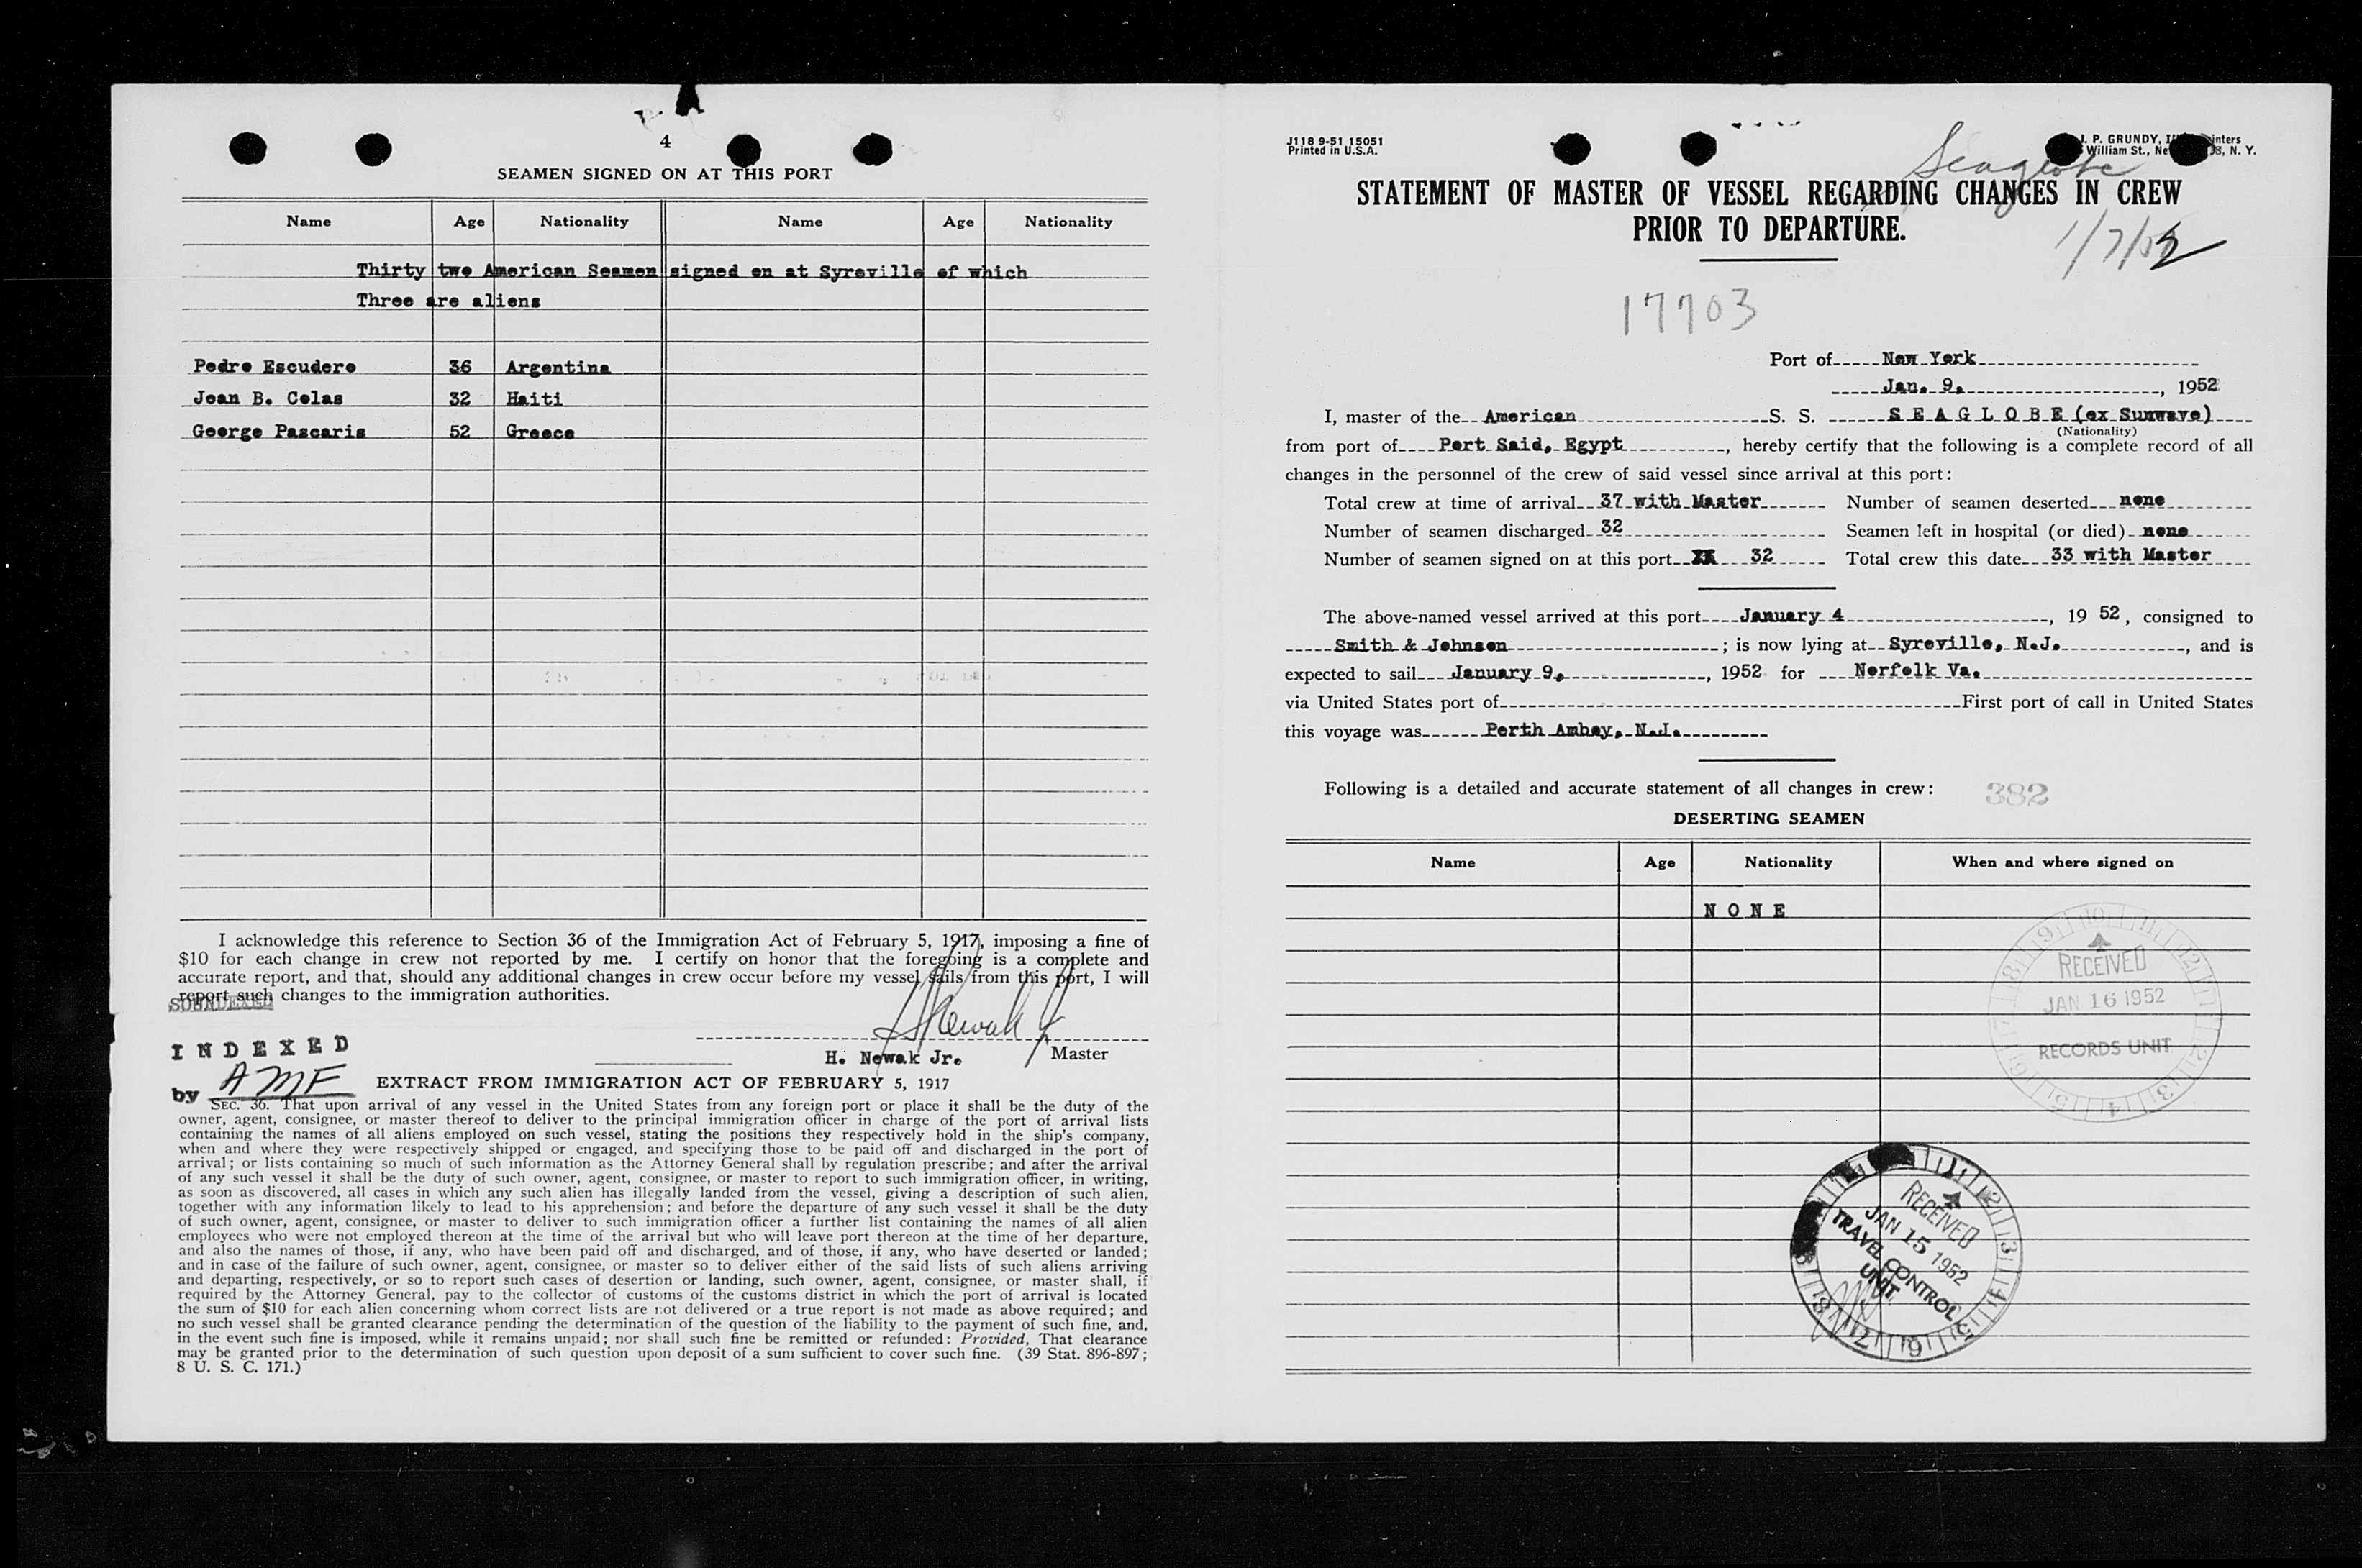 4
SEAMEN SIGNED ON AT THIS PORT
Name Age Nationality Name Age Nationality
Thirty two American Seamen signed on at Syreville of which
Three are aliens
Pedro Escudero 36 Argentina
Jean B. Colas 32 Haiti
George Pascaris 52 Greece
I acknowledge this reference to Section 36 of the Immigration Act of February 5, 1917, imposing a fine of
$10 for each change in crew not reported by me. I certify on honor that the foregoing is a complete and
accurate report, and that, should any additional changes in crew occur before my vessel sails from this port, I will
report such changes to the immigration authorities.
H. Nowak Jr. Master
INDEXED
by AMF
EXTRACT FROM IMMIGRATION ACT OF FEBRUARY 5, 1917
SEC. 36. That upon arrival of any vessel in the United States from any foreign port or place it shall be the duty of the
owner, agent, consignee, or master thereof to deliver to the principal immigration officer in charge of the port of arrival lists
containing the names of all aliens employed on such vessel, stating the positions they respectively hold in the ship's company,
when and where they were respectively shipped or engaged, and specifying those to be paid off and discharged in the port of
arrival; or lists containing so much of such information as the Attorney General shall by regulation prescribe; and after the arrival
of any such vessel it shall be the duty of such owner, agent, consignee, or master to report to such immigration officer, in writing,
as soon as discovered, all cases in which any such alien has illegally landed from the vessel, giving a description of such alien,
together with any information likely to lead to his apprehension; and before the departure of any such vessel it shall be the duty
of such owner, agent, consignee, or master to deliver to such immigration officer a further list containing the names of all alien
employees who were not employed thereon at the time of the arrival but who will leave port thereon at the time of her departure,
and also the names of those, if any, who have been paid off and discharged, and of those, if any, who have deserted or landed;
and in case of the failure of such owner, agent, consignee, or master so to deliver either of the said lists of such aliens arriving
and departing, respectively, or so to report such cases of desertion or landing, such owner, agent, consignee, or master shall, if
required by the Attorney General, pay to the collector of customs of the customs district in which the port of arrival is located
the sum of $10 for each alien concerning whom correct lists are not delivered or a true report is not made as above required; and
no such vessel shall be granted clearance pending the determination of the question of the liability to the payment of such fine, and,
in the event such fine is imposed, while it remains unpaid; nor shall such fine be remitted or refunded: Provided, That clearance
may be granted prior to the determination of such question upon deposit of a sum sufficient to cover such fine. (39 Stat. 896-897;
8 U. S. C. 171.)
J118 9-51 15051
Printed in U.S.A.
J. P. GRUNDY,
William St., N. Y.
Seaglobe
STATEMENT OF MASTER OF VESSEL REGARDING CHANGES IN CREW
PRIOR TO DEPARTURE.
1/7/52
17703
Port of New York
Jan. 9, 1952
I, master of the American S. S. SEAGLOBE (ex Sunwave)
(Nationality)
from port of Port Said, Egypt, hereby certify that the following is a complete record of all
changes in the personnel of the crew of said vessel since arrival at this port:
Total crew at time of arrival 37 with Master Number of seamen deserted none
Number of seamen discharged 32 Seamen left in hospital (or died) none
Number of seamen signed on at this port 32 Total crew this date 33 with Master
The above-named vessel arrived at this port January 4, 19 52, consigned to
Smith & Johnson; is now lying at Syreville, N.J., and is
expected to sail January 9, 1952 for Norfolk Va.
via United States port of First port of call in United States
this voyage was Perth Amboy, N.J.
Following is a detailed and accurate statement of all changes in crew:
382
DESERTING SEAMEN
Name Age Nationality When and where signed on
NONE
RECEIVED
JAN 16 1952
RECORDS UNIT
RECEIVED
JAN 15 1952
TRAVEL CONTROL
UNIT